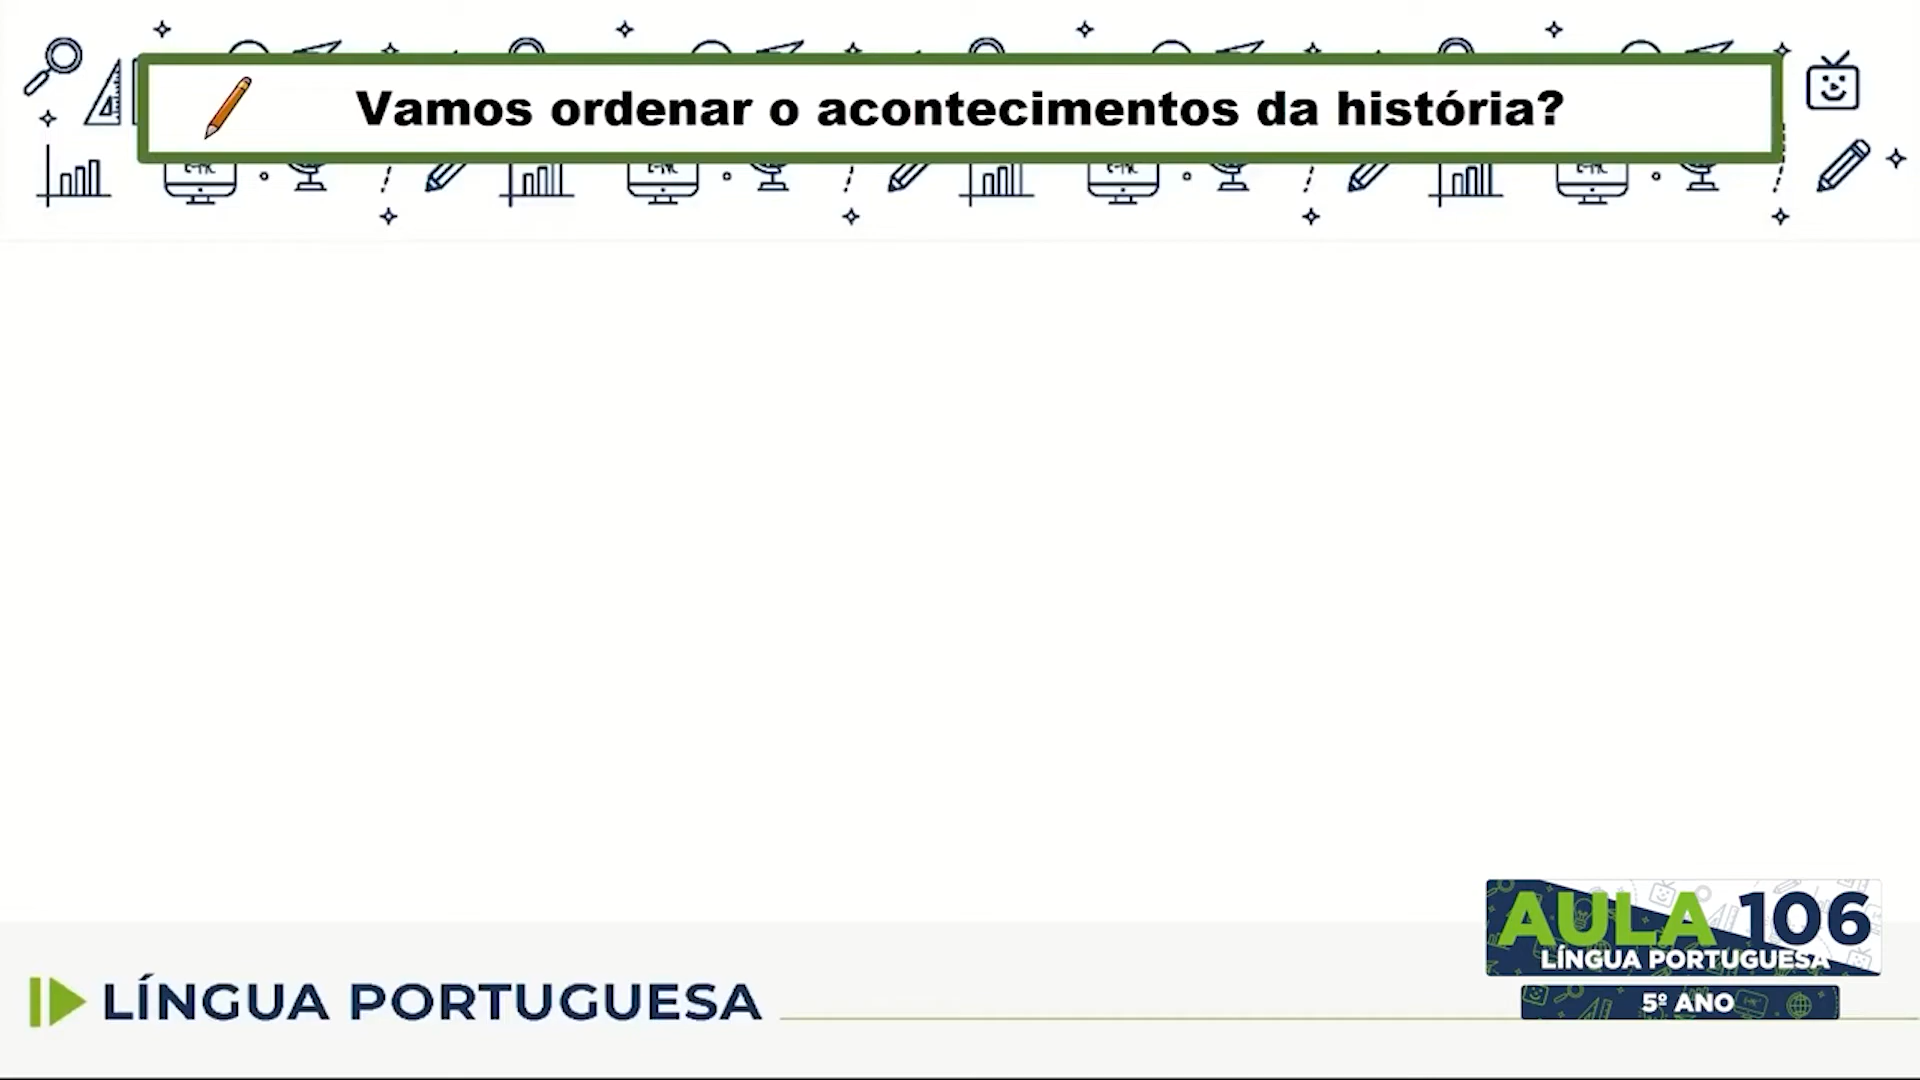 Vamos ordenar o acontecimentos da história?
AULA 106
LÍNGUA PORTUGUESA
5º ANO
LÍNGUA PORTUGUESA